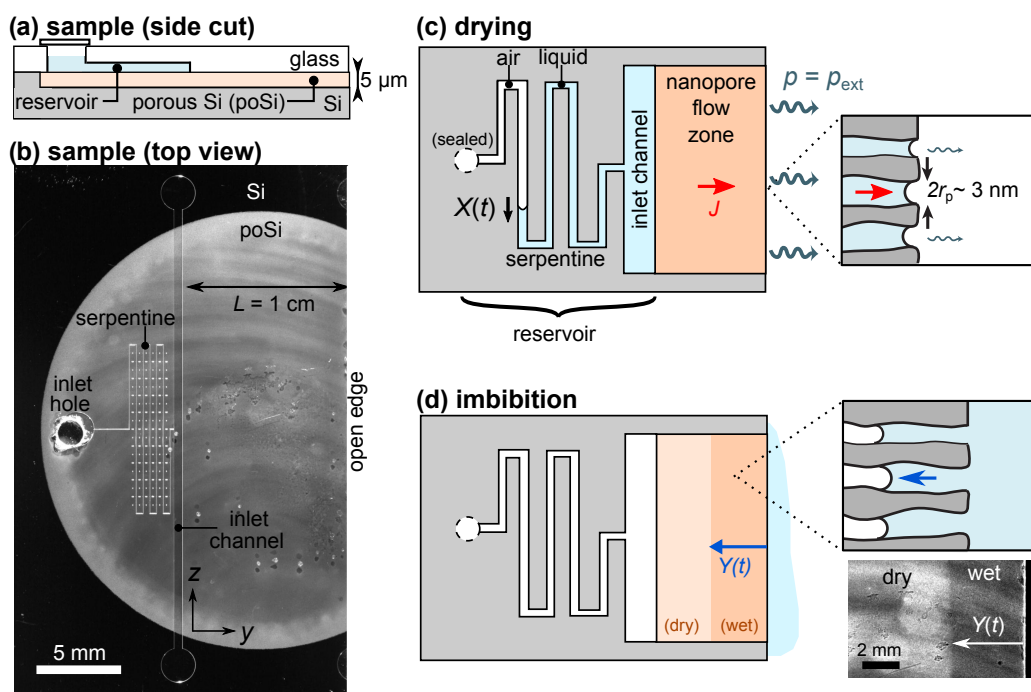 (a) sample (side cut)
glass
5 µm
reservoir
porous Si (poSi)
Si
(b) sample (top view)
Si
poSi
L = 1 cm
serpentine
inlet
hole
open edge
inlet
channel
z
y
5 mm
(c) drying
air
liquid
(sealed)
X(t)
serpentine
inlet channel
nanopore
flow
zone
J
p = pext
2rp~ 3 nm
reservoir
(d) imbibition
Y(t)
(dry)
(wet)
dry
wet
Y(t)
2 mm